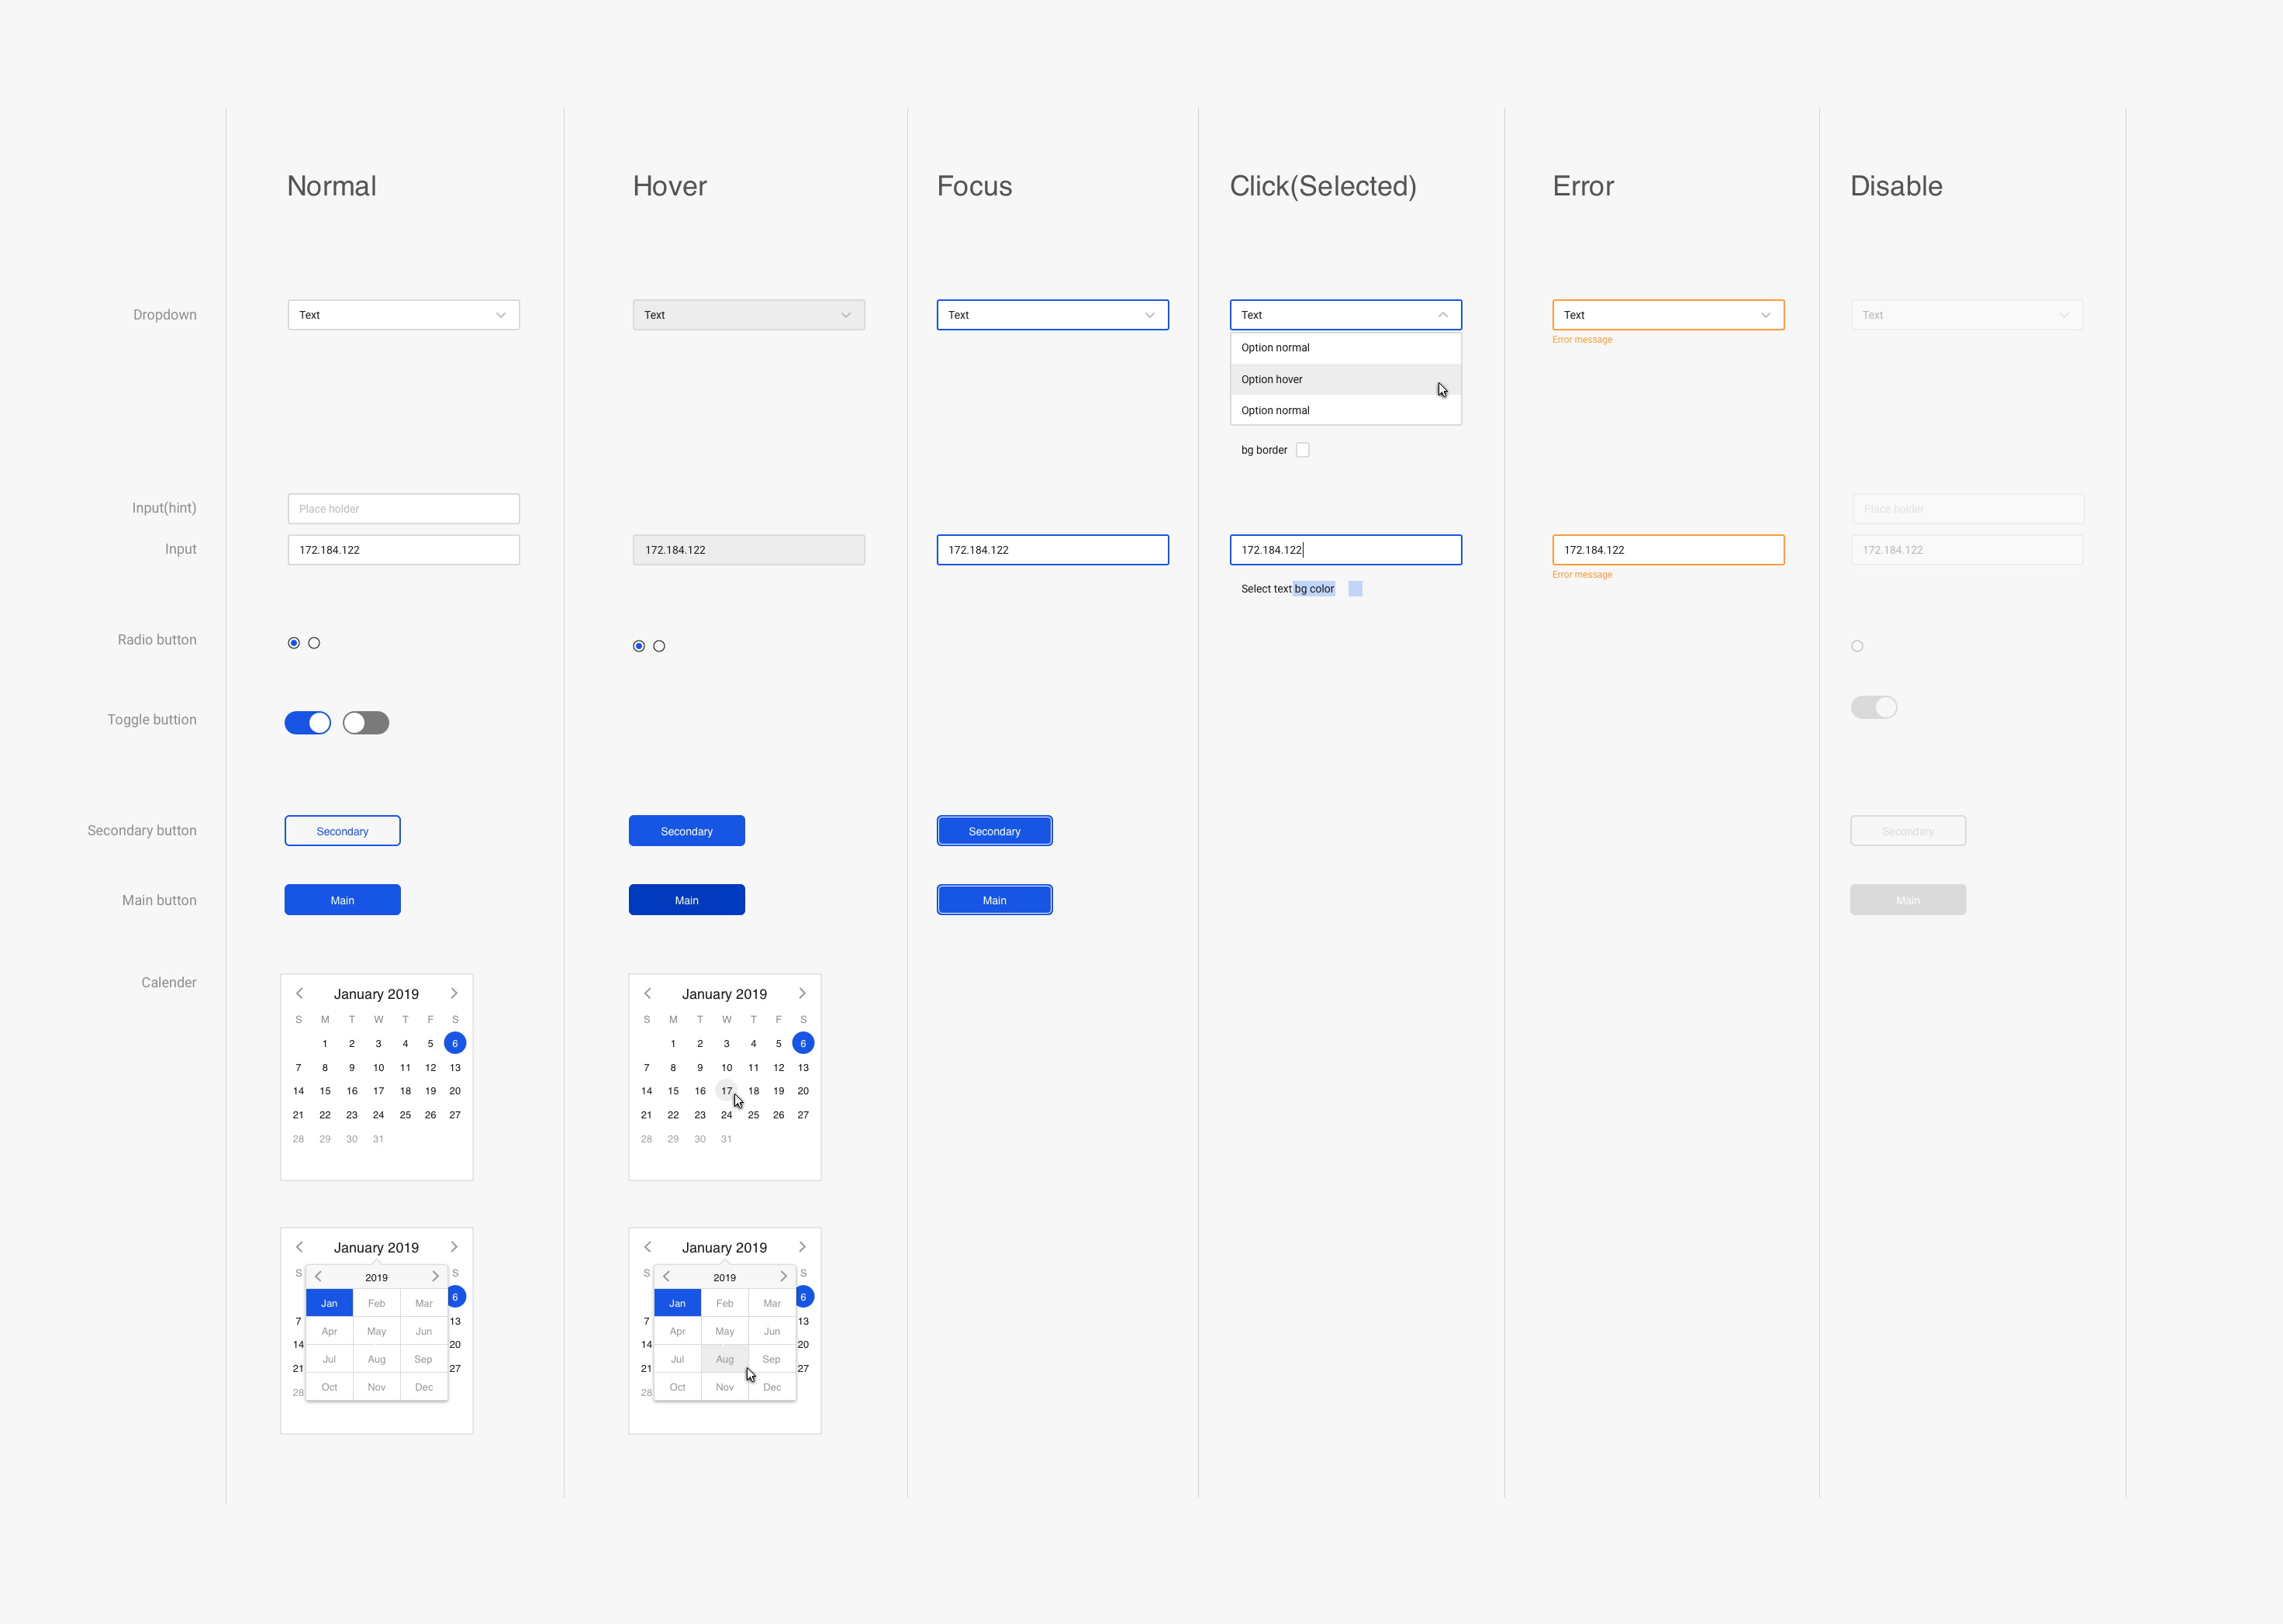 Normal Hover Focus Click(Selected) Error Disable
Dropdown Text Text Text Text Text Text
Error message
Option normal
Option hover
Option normal
bg border
Input(hint) Place holder Place holder
Input 172.184.122 172.184.122 172.184.122 172.184.122 172.184.122 172.184.122
Error message
Select text bg color
Radio button
Toggle buttion
Secondary button Secondary Secondary Secondary Secondary
Main button Main Main Main Main
Calender
January 2019 January 2019
S M T W T F S S M T W T F S
1 2 3 4 5 6 1 2 3 4 5 6
7 8 9 10 11 12 13 7 8 9 10 11 12 13
14 15 16 17 18 19 20 14 15 16 17 18 19 20
21 22 23 24 25 26 27 21 22 23 24 25 26 27
28 29 30 31 28 29 30 31
January 2019 January 2019
S 2019 S S 2019 S
Jan Feb Mar 6 Jan Feb Mar 6
7 Apr May Jun 13 7 Apr May Jun 13
14 Jul Aug Sep 20 14 Jul Aug Sep 20
21 27 21 27
28 Oct Nov Dec 28 Oct Nov Dec